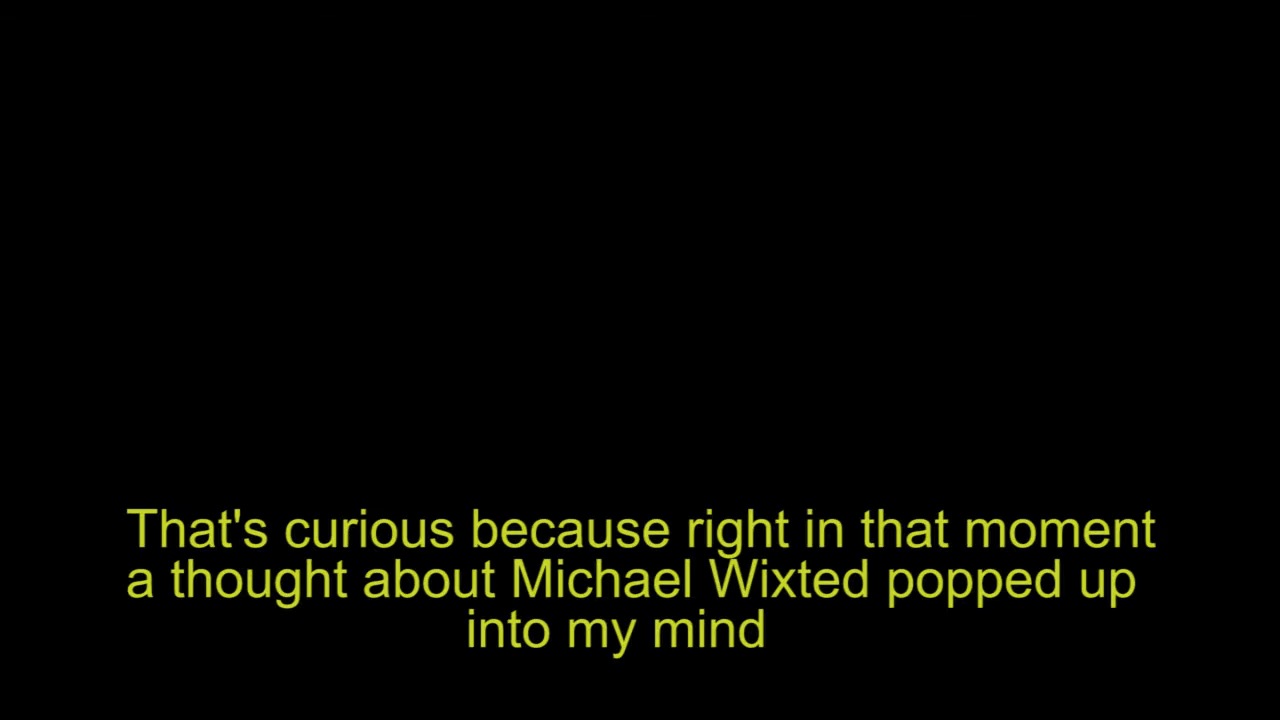 That's curious because right in that moment
a thought about Michael Wixted popped up
into my mind